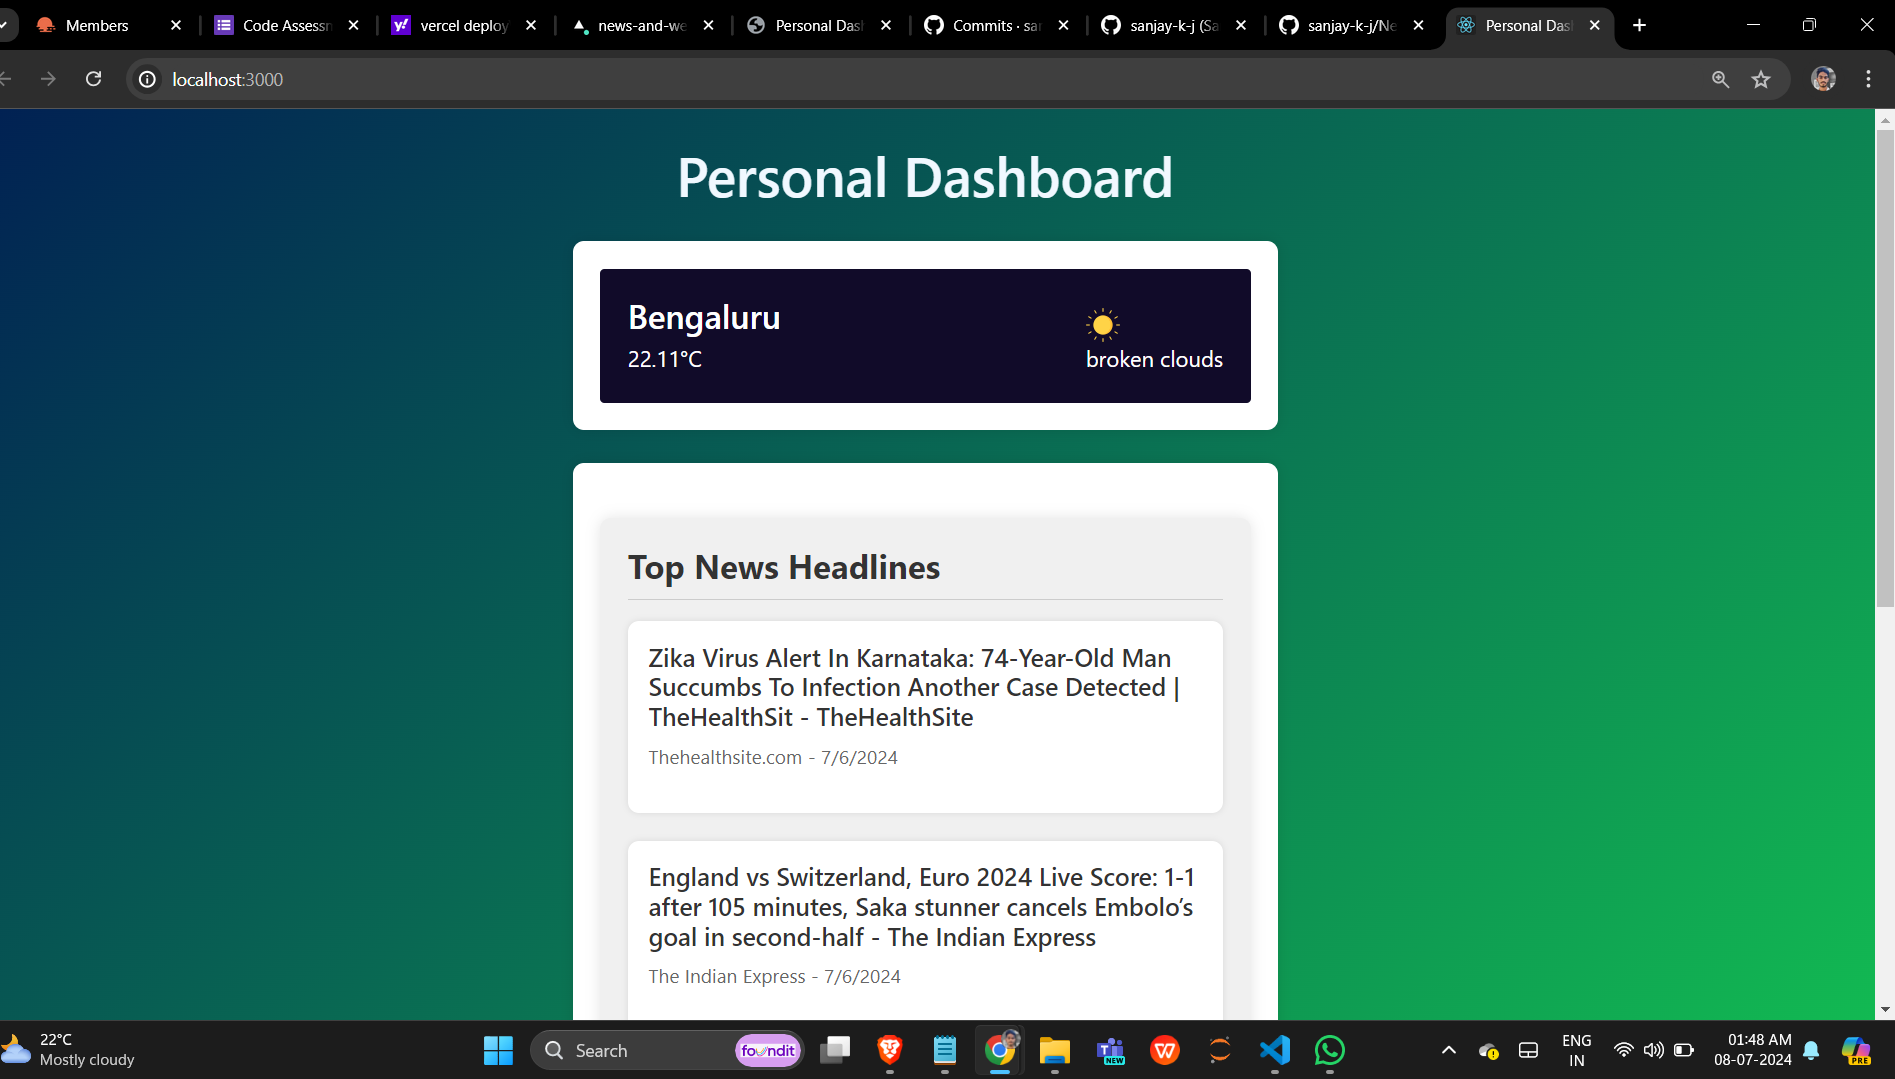 Members
Code Assessn
vercel deploy
news-and-we
Personal Das
Commits · sar
sanjay-k-j (Sa
sanjay-k-j/Ne
Personal Das
localhost:3000
Personal Dashboard
Bengaluru
22.11°C
broken clouds
Top News Headlines
Zika Virus Alert In Karnataka: 74-Year-Old Man
Succumbs To Infection Another Case Detected |
TheHealthSit - TheHealthSite
Thehealthsite.com - 7/6/2024
England vs Switzerland, Euro 2024 Live Score: 1-1
after 105 minutes, Saka stunner cancels Embolo’s
goal in second-half - The Indian Express
The Indian Express - 7/6/2024
22°C
Mostly cloudy
Search
foundit
NEW
ENG
IN
01:48 AM
08-07-2024
PRE